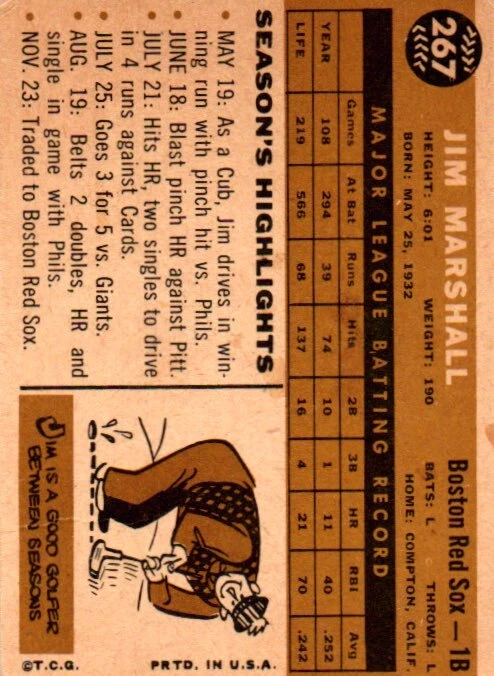 267
JIM MARSHALL
Boston Red Sox — 1B
HEIGHT: 6:01 WEIGHT: 190 BATS: L THROWS: L
BORN: MAY 25, 1932 HOME: COMPTON, CALIF.
MAJOR LEAGUE BATTING RECORD
Games At Bat Runs Hits 2B 3B HR RBI Avg
YEAR 108 294 39 74 10 1 11 40 .252
LIFE 219 566 68 137 16 4 21 70 .242
SEASON'S HIGHLIGHTS
• MAY 19: As a Cub, Jim drives in win-
ning run with pinch hit vs. Phils.
• JUNE 18: Blast pinch HR against Pitt.
• JULY 21: Hits HR, two singles to drive
in 4 runs against Cards.
• JULY 25: Goes 3 for 5 vs. Giants.
• AUG. 19: Belts 2 doubles, HR and
single in game with Phils.
• NOV. 23: Traded to Boston Red Sox.
JIM IS A GOOD GOLFER
BETWEEN SEASONS
©T.C.G. PRTD. IN U.S.A.